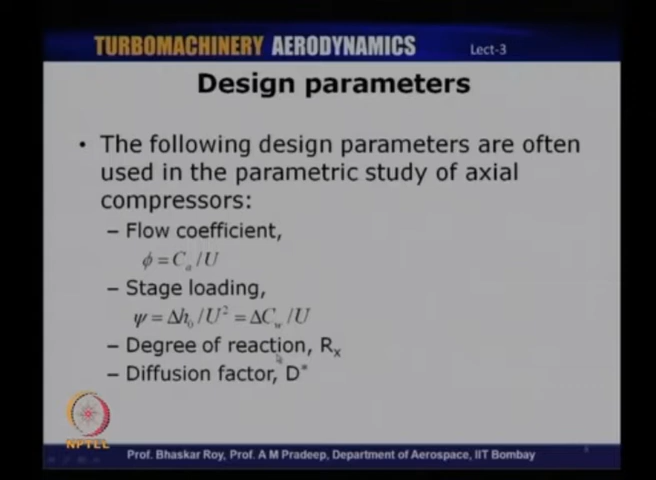 TURBOMACHINERY AERODYNAMICS Lect-3
Design parameters
• The following design parameters are often
used in the parametric study of axial
compressors:
– Flow coefficient,
ϕ = Cₐ/U
– Stage loading,
ψ = Δh₀/U² = ΔC_w/U
– Degree of reaction, Rₓ
– Diffusion factor, D*
NPTEL
Prof. Bhaskar Roy, Prof. A M Pradeep, Department of Aerospace, IIT Bombay